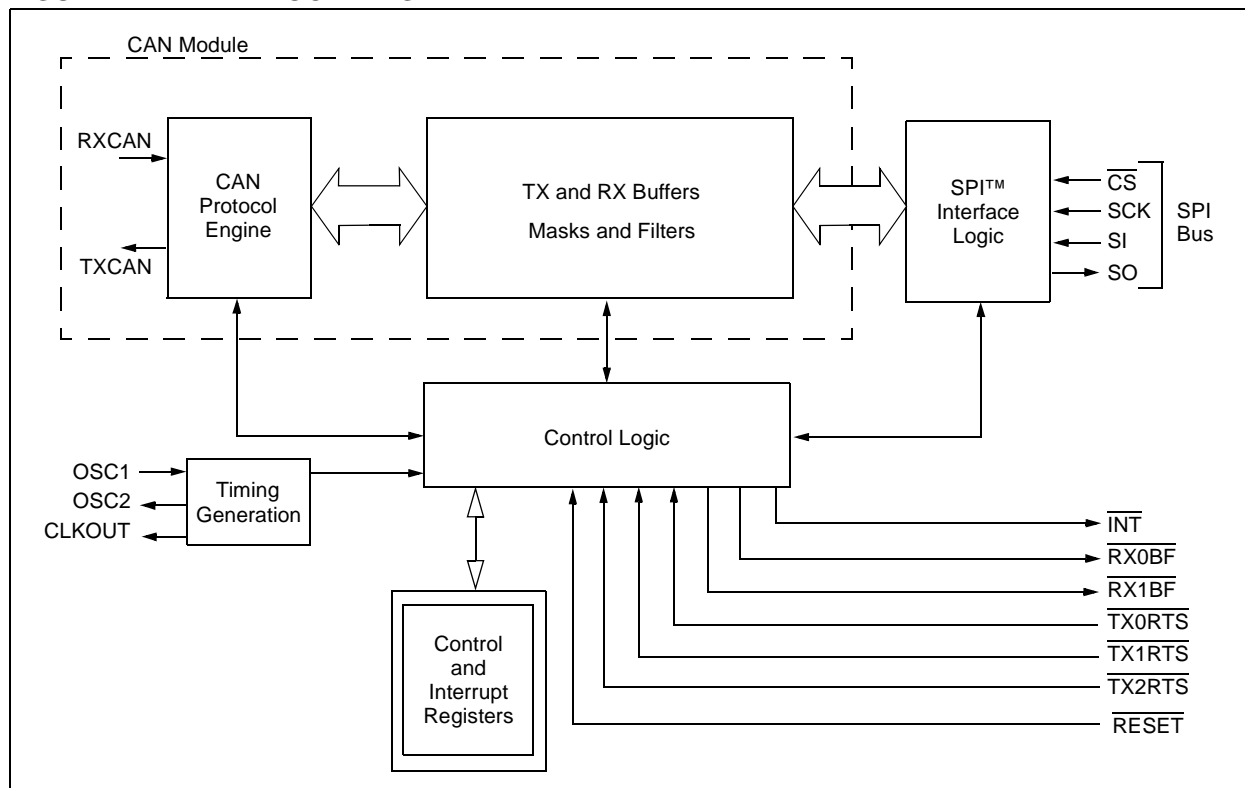 CAN Module
RXCAN
TXCAN
CAN
Protocol
Engine
TX and RX Buffers
Masks and Filters
SPI™
Interface
Logic
CS
SCK
SI
SO
SPI
Bus
Control Logic
OSC1
OSC2
CLKOUT
Timing
Generation
Control
and
Interrupt
Registers
INT
RX0BF
RX1BF
TX0RTS
TX1RTS
TX2RTS
RESET